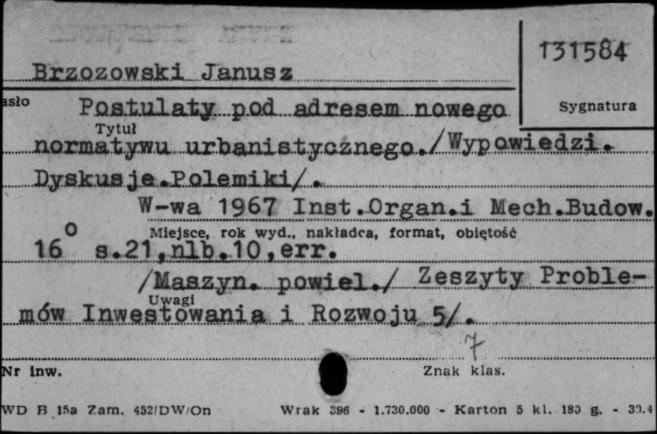 131584
Brzozowski Janusz
asło Postulaty pod adresem nowego Sygnatura
Tytuł
normatywu urbanistycznego./Wypowiedzi.
Dyskusje.Polemiki/.
W-wa 1967 Inst.Organ.i Mech.Budow.
Miejsce, rok wyd., nakładca, format, objętość
16° s.21,nlb.10,err.
/Maszyn. powiel./ Zeszyty Proble-
Uwagi
mów Inwestowania i Rozwoju 5/.
7
Nr inw. Znak klas.
WD B 15a Zam. 452/DW/On Wrak 396 - 1.730.000 - Karton 5 kl. 180 g. - 30.4